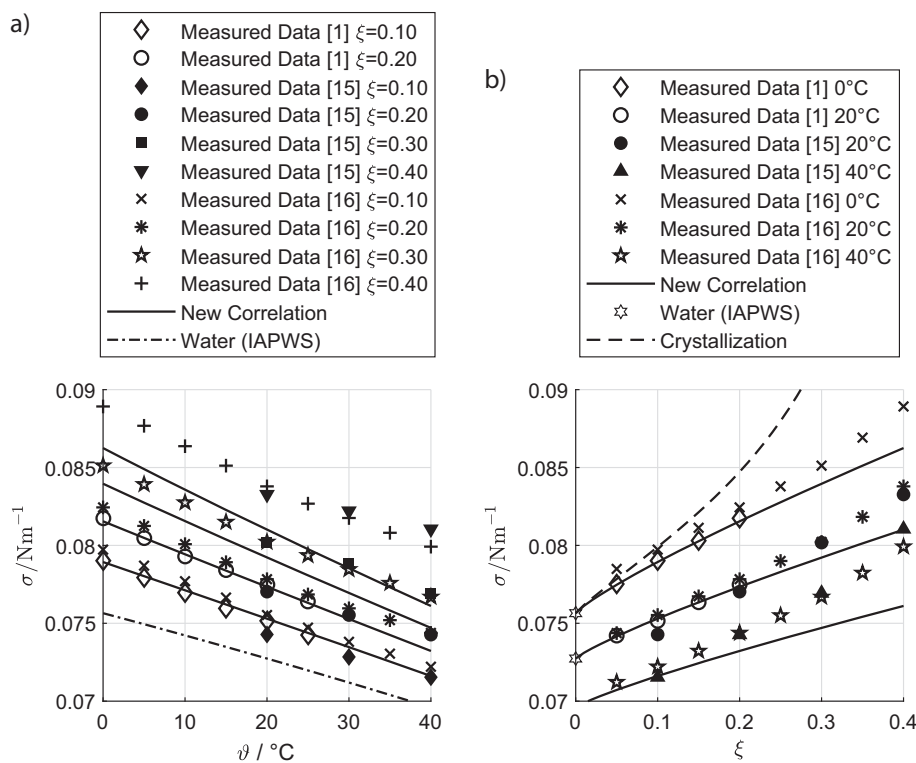 a)
Measured Data [1] ξ=0.10
Measured Data [1] ξ=0.20
Measured Data [15] ξ=0.10
Measured Data [15] ξ=0.20
Measured Data [15] ξ=0.30
Measured Data [15] ξ=0.40
Measured Data [16] ξ=0.10
Measured Data [16] ξ=0.20
Measured Data [16] ξ=0.30
Measured Data [16] ξ=0.40
New Correlation
Water (IAPWS)
0.09
0.085
0.08
0.075
0.07
σ/Nm⁻¹
0 10 20 30 40
ϑ / °C
b)
Measured Data [1] 0°C
Measured Data [1] 20°C
Measured Data [15] 20°C
Measured Data [15] 40°C
Measured Data [16] 0°C
Measured Data [16] 20°C
Measured Data [16] 40°C
New Correlation
Water (IAPWS)
Crystallization
0.09
0.085
0.08
0.075
0.07
σ/Nm⁻¹
0 0.1 0.2 0.3 0.4
ξ